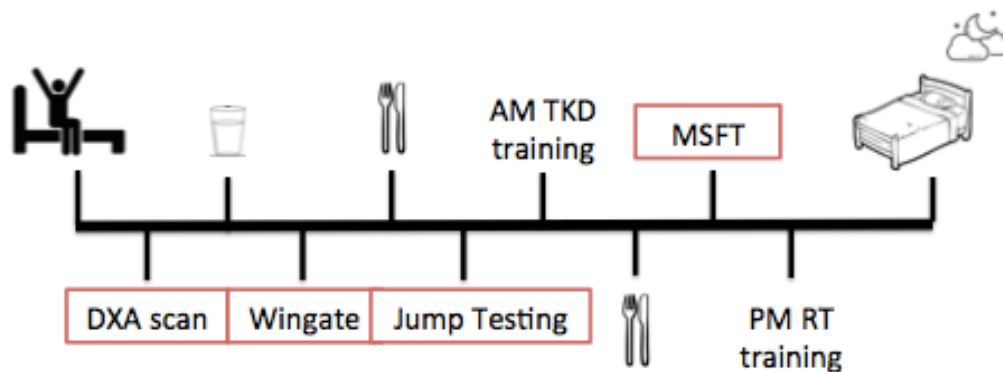 AM TKD
training
MSFT
DXA scan
Wingate
Jump Testing
PM RT
training